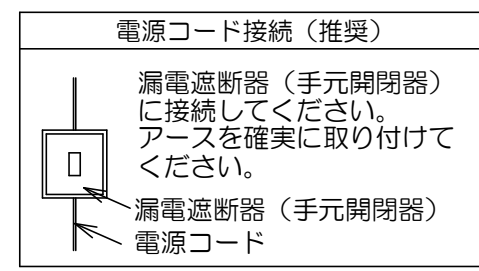 電源コード接続（推奨）
漏電遮断器（手元開閉器）
に接続してください。
アースを確実に取り付けて
ください。
漏電遮断器（手元開閉器）
電源コード